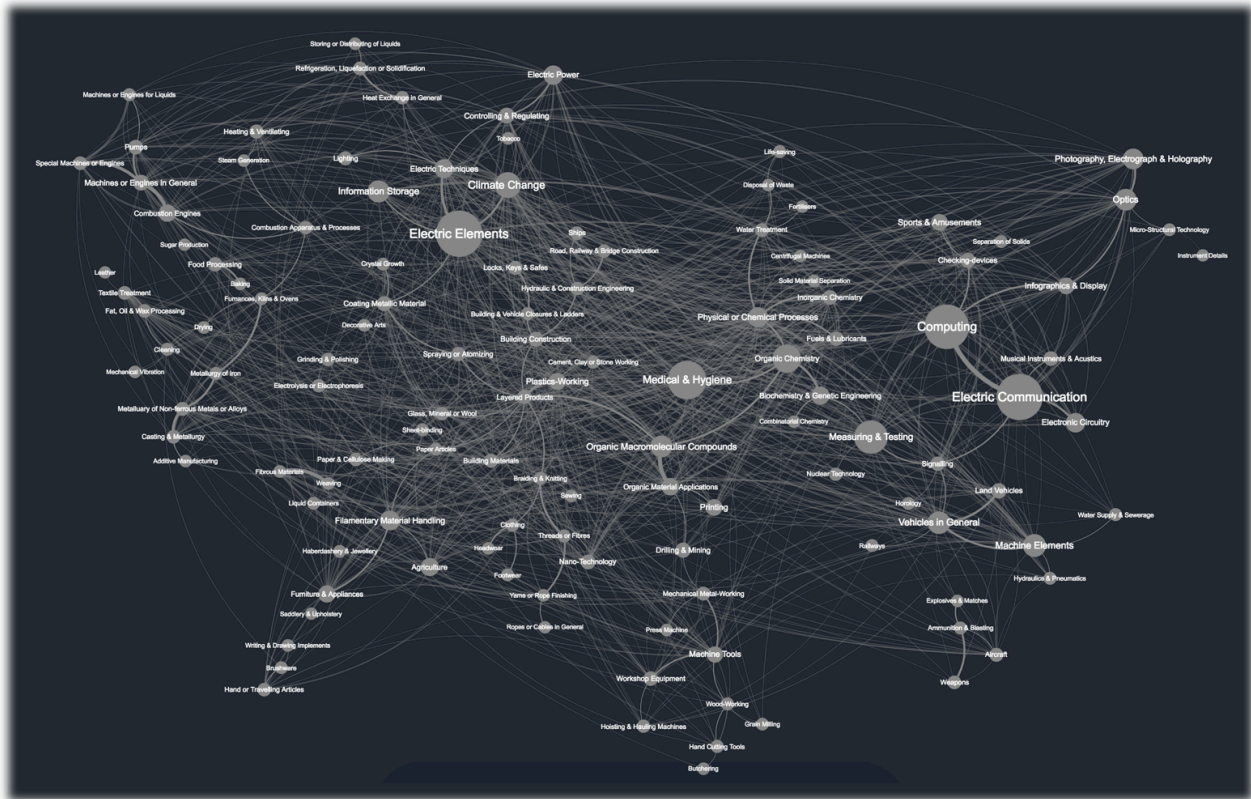 Storing or Distributing of Liquids
Refrigeration, Liquefaction or Solidification
Electric Power
Machines or Engines for Liquids
Heat Exchange in General
Controlling & Regulating
Heating & Ventilating
Tobacco
Pumps
Life-saving
Special Machines or Engines
Steam Generation
Lighting
Photography, Electrograph & Holography
Electric Techniques
Machines or Engines in General
Information Storage
Climate Change
Disposal of Waste
Optics
Fertilisers
Combustion Engines
Combustion Apparatus & Processes
Electric Elements
Ships
Water Treatment
Sports & Amusements
Micro-Structural Technology
Sugar Production
Separation of Solids
Road, Railway & Bridge Construction
Centrifugal Machines
Instrument Details
Food Processing
Crystal Growth
Locks, Keys & Safes
Checking-devices
Leather
Baking
Solid Material Separation
Infographics & Display
Textile Treatment
Furnances, Kilns & Ovens
Hydraulic & Construction Engineering
Inorganic Chemistry
Fat, Oil & Wax Processing
Coating Metallic Material
Building & Vehicle Closures & Ladders
Physical or Chemical Processes
Drying
Decorative Arts
Computing
Building Construction
Fuels & Lubricants
Cleaning
Grinding & Polishing
Spraying or Atomizing
Cement, Clay or Stone Working
Organic Chemistry
Musical Instruments & Acustics
Mechanical Vibration
Metallurgy of Iron
Electrolysis or Electrophoresis
Plastics-Working
Medical & Hygiene
Layered Products
Biochemistry & Genetic Engineering
Electric Communication
Metalluary of Non-ferrous Metals or Alloys
Glass, Mineral or Wool
Combinatorial Chemistry
Electronic Circuitry
Casting & Metallurgy
Sheet-binding
Measuring & Testing
Paper Articles
Organic Macromolecular Compounds
Additive Manufacturing
Paper & Cellulose Making
Building Materials
Signalling
Fibrous Materials
Weaving
Braiding & Knitting
Organic Material Applications
Nuclear Technology
Land Vehicles
Liquid Containers
Sewing
Printing
Horology
Water Supply & Sewerage
Filamentary Material Handling
Clothing
Vehicles in General
Threads or Fibres
Haberdashery & Jewellery
Headwear
Drilling & Mining
Railways
Machine Elements
Agriculture
Nano-Technology
Footwear
Hydraulics & Pneumatics
Furniture & Appliances
Yarns or Rope Finishing
Mechanical Metal-Working
Explosives & Matches
Saddlery & Upholstery
Ropes or Cables in General
Press Machine
Ammunition & Blasting
Writing & Drawing Implements
Machine Tools
Aircraft
Brushware
Workshop Equipment
Weapons
Hand or Travelling Articles
Wood-Working
Hoisting & Hauling Machines
Grain Milling
Hand Cutting Tools
Butchering